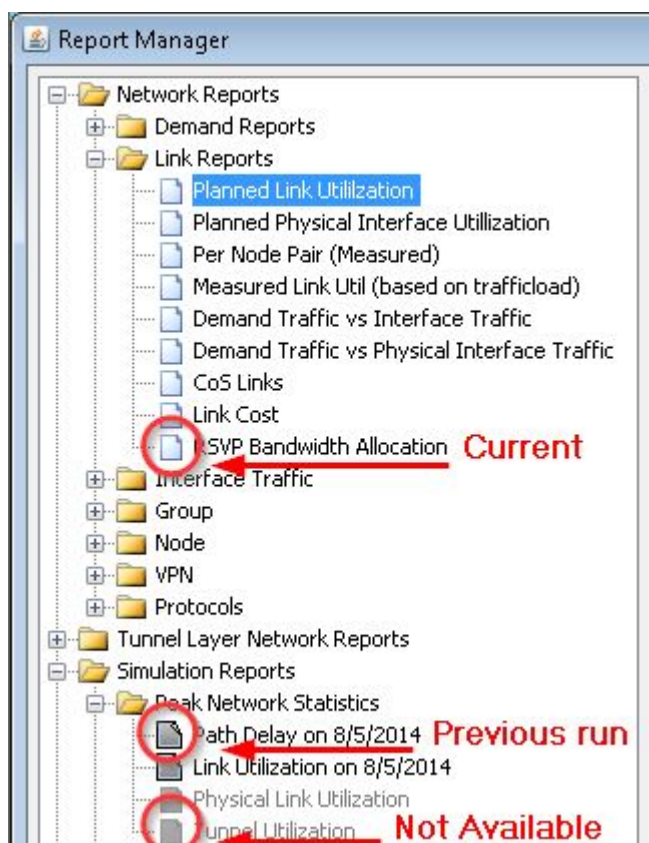 Report Manager
Network Reports
Demand Reports
Link Reports
Planned Link Utililzation
Planned Physical Interface Utillization
Per Node Pair (Measured)
Measured Link Util (based on trafficload)
Demand Traffic vs Interface Traffic
Demand Traffic vs Physical Interface Traffic
CoS Links
Link Cost
RSVP Bandwidth Allocation Current
Interface Traffic
Group
Node
VPN
Protocols
Tunnel Layer Network Reports
Simulation Reports
Peak Network Statistics
Path Delay on 8/5/2014 Previous run
Link Utilization on 8/5/2014
Physical Link Utilization
Tunnel Utilization Not Available